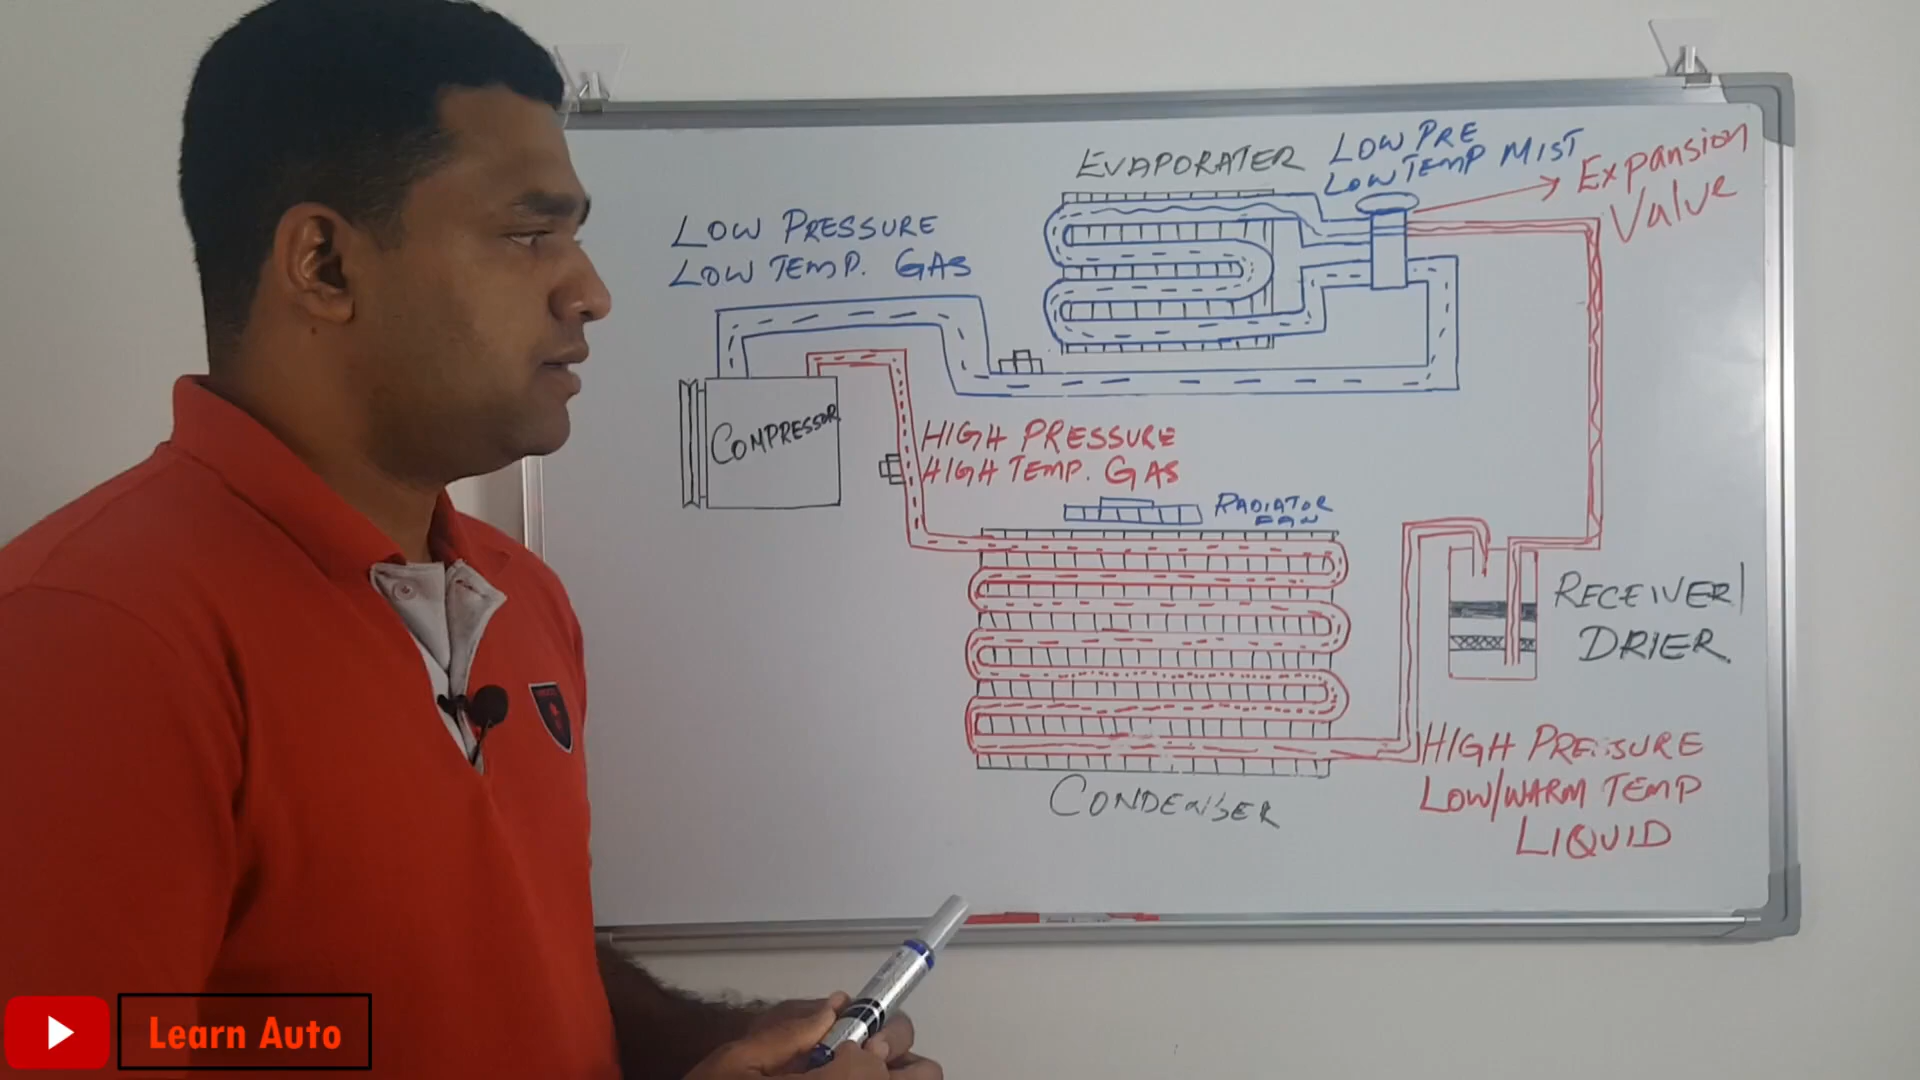 EVAPORATER
LOW PRE
LOW TEMP MIST
Expansion
Valve
LOW PRESSURE
LOW TEMP. GAS
COMPRESSOR
HIGH PRESSURE
HIGH TEMP. GAS
RADIATOR
FAN
RECEIVER/
DRIER
HIGH PRESSURE
LOW/WARM TEMP
LIQUID
CONDENSER
Learn Auto